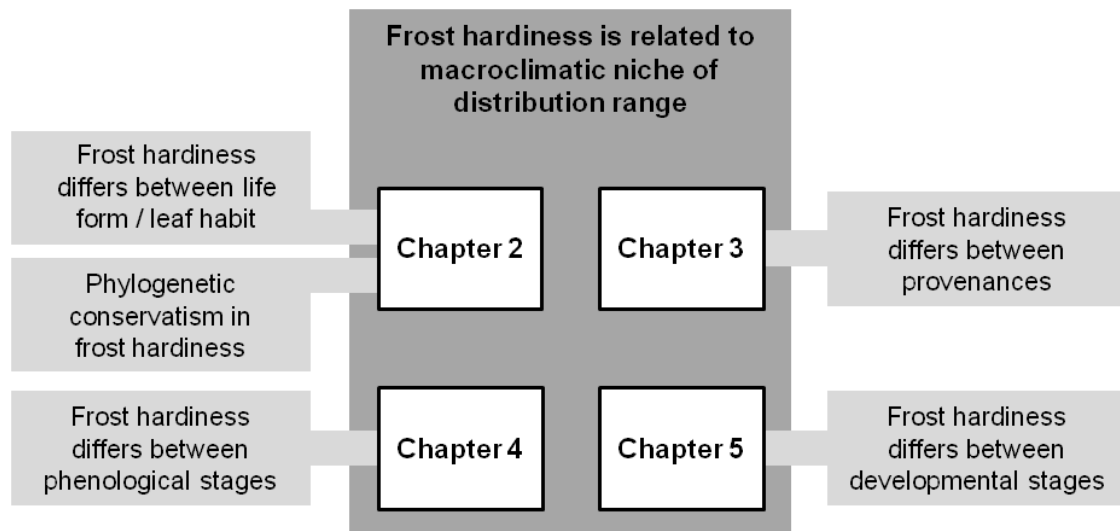 Frost hardiness is related to
macroclimatic niche of
distribution range
Frost hardiness
differs between life
form / leaf habit
Phylogenetic
conservatism in
frost hardiness
Chapter 2
Chapter 3
Frost hardiness
differs between
provenances
Frost hardiness
differs between
phenological stages
Chapter 4
Chapter 5
Frost hardiness
differs between
developmental stages